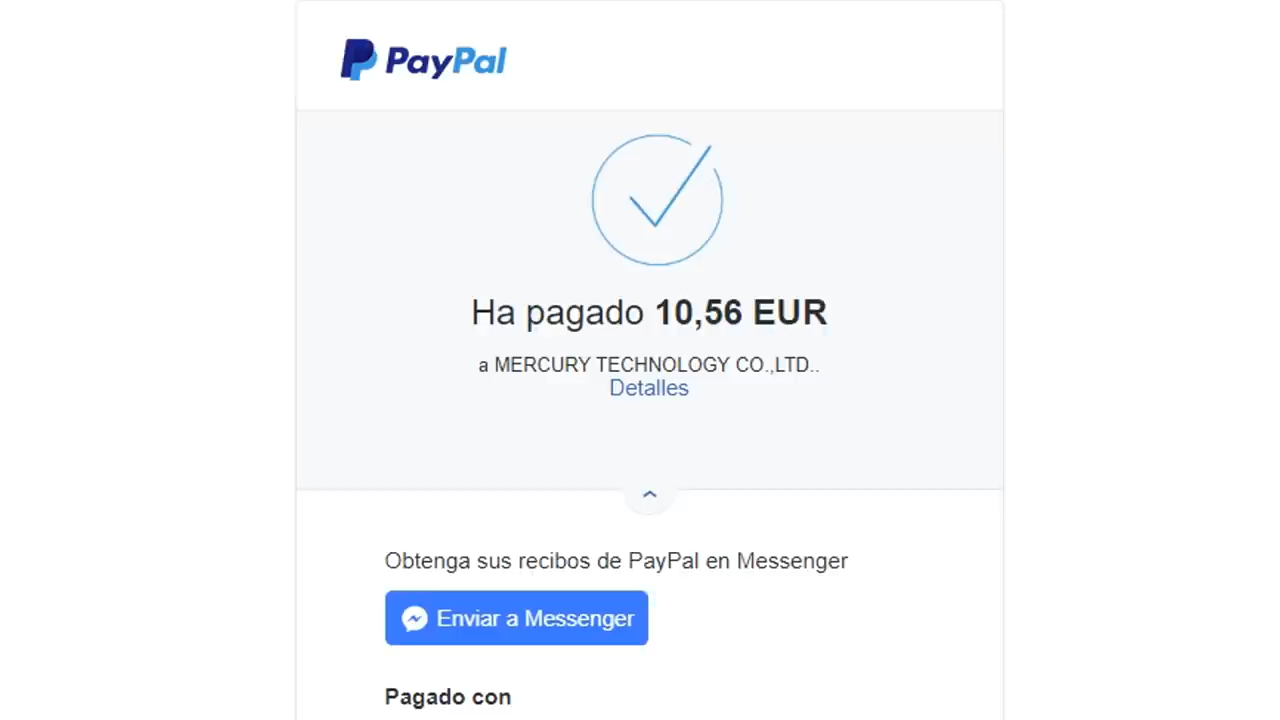 PayPal
Ha pagado 10,56 EUR
a MERCURY TECHNOLOGY CO.,LTD..
Detalles
Obtenga sus recibos de PayPal en Messenger
Enviar a Messenger
Pagado con